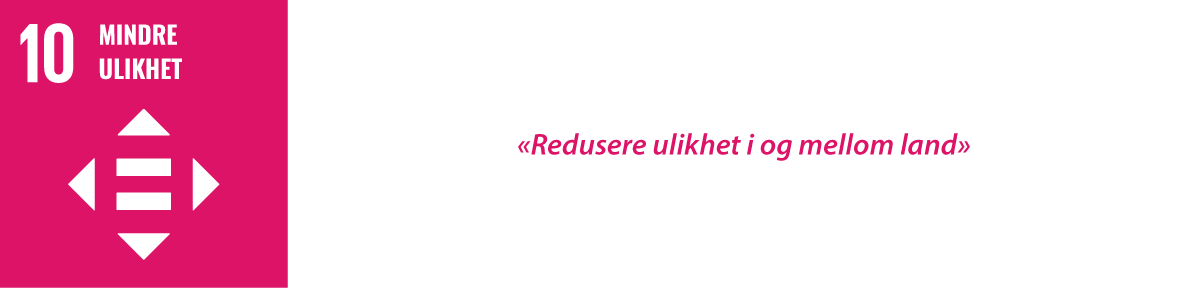 10
MINDRE
ULIKHET
«Redusere ulikhet i og mellom land»